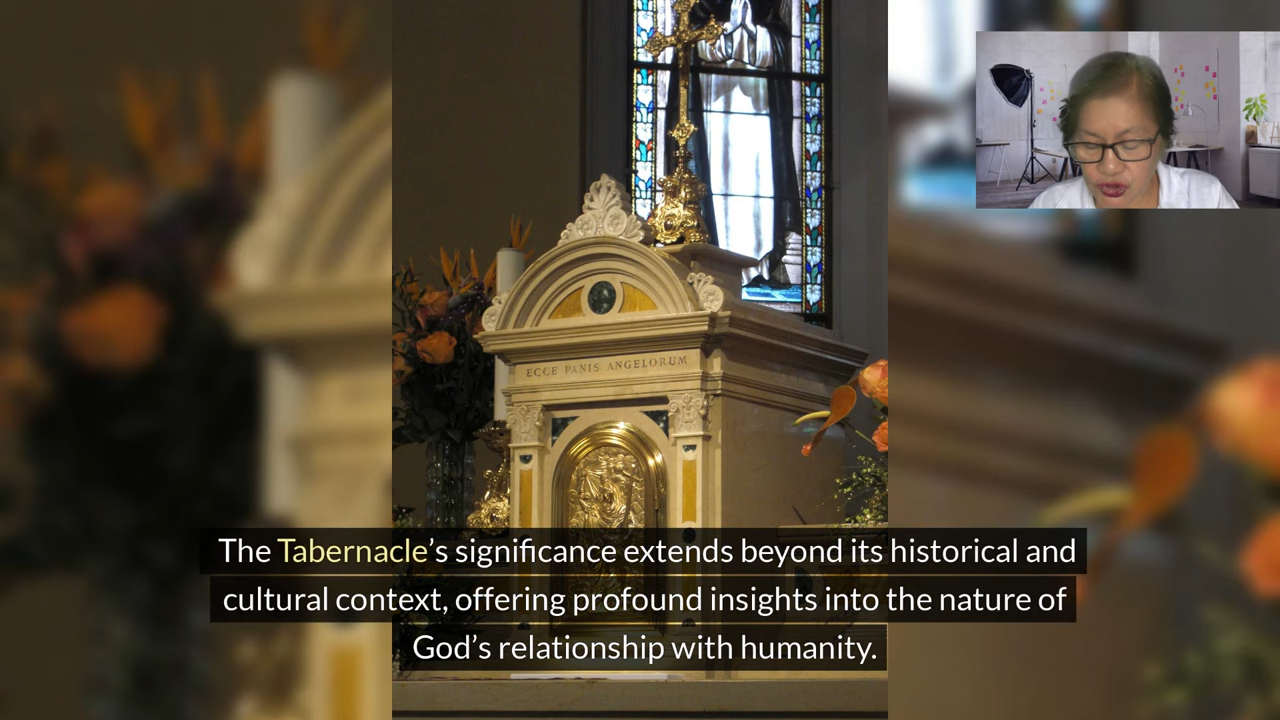 ECCE PANIS ANGELORUM
The Tabernacle’s significance extends beyond its historical and
cultural context, offering profound insights into the nature of
God’s relationship with humanity.